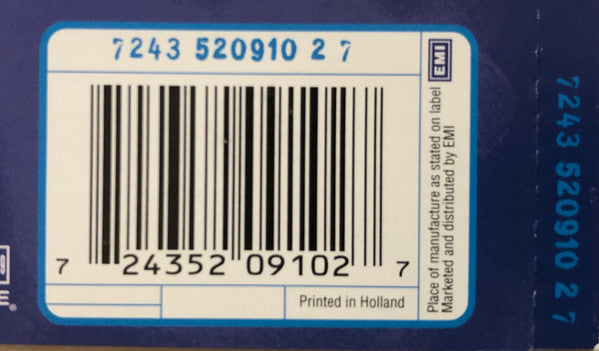 7243 520910 2 7
EMI
7 24352 09102 7
Printed in Holland
Place of manufacture as stated on label
Marketed and distributed by EMI
7243 520910 2 7
E®